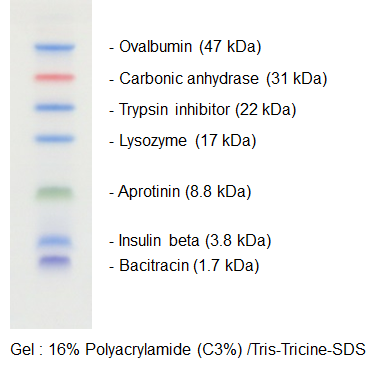 - Ovalbumin (47 kDa)
- Carbonic anhydrase (31 kDa)
- Trypsin inhibitor (22 kDa)
- Lysozyme (17 kDa)
- Aprotinin (8.8 kDa)
- Insulin beta (3.8 kDa)
- Bacitracin (1.7 kDa)
Gel : 16% Polyacrylamide (C3%) /Tris-Tricine-SDS